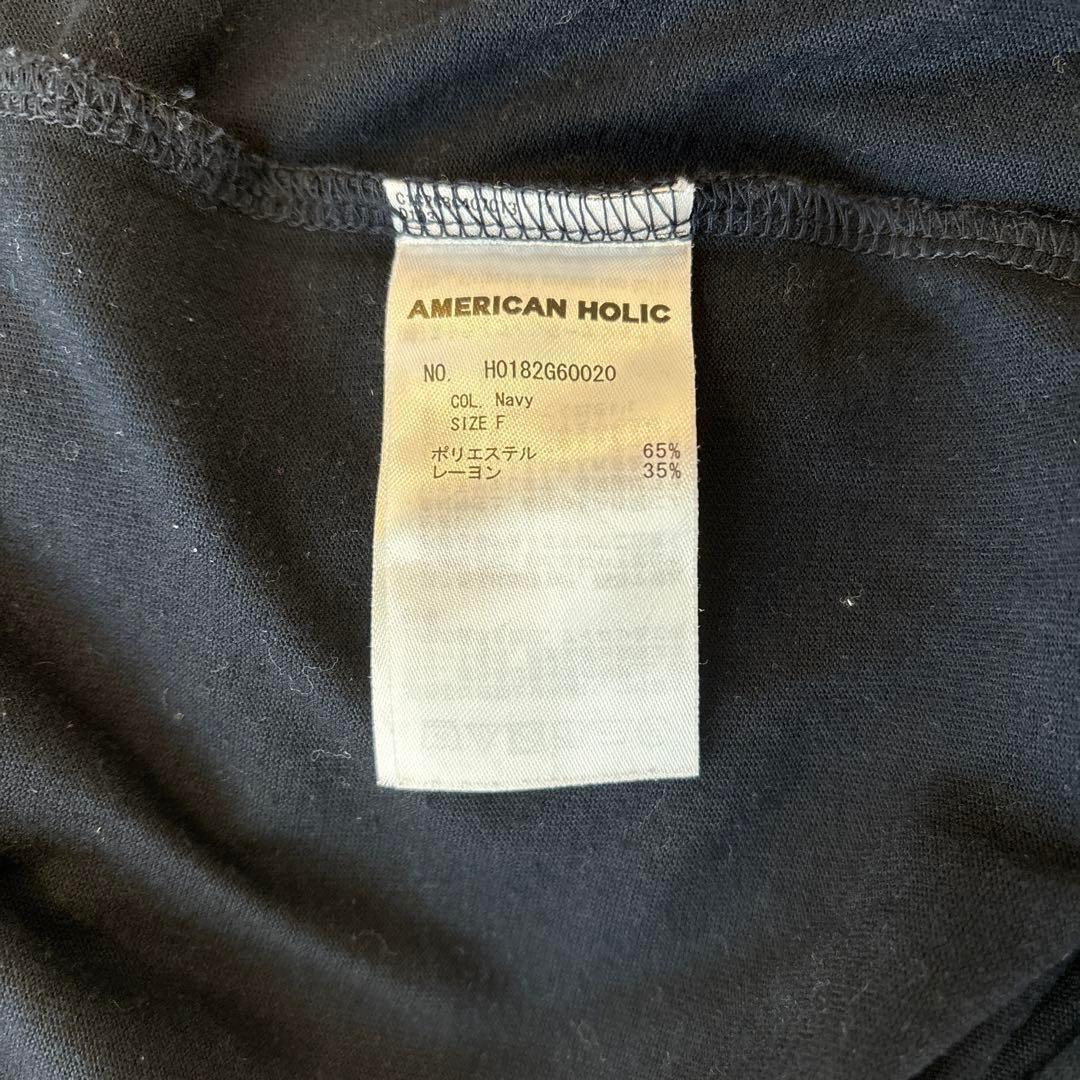 AMERICAN HOLIC
NO. H0182G60020
COL. Navy
SIZE F
ポリエステル 65%
レーヨン 35%